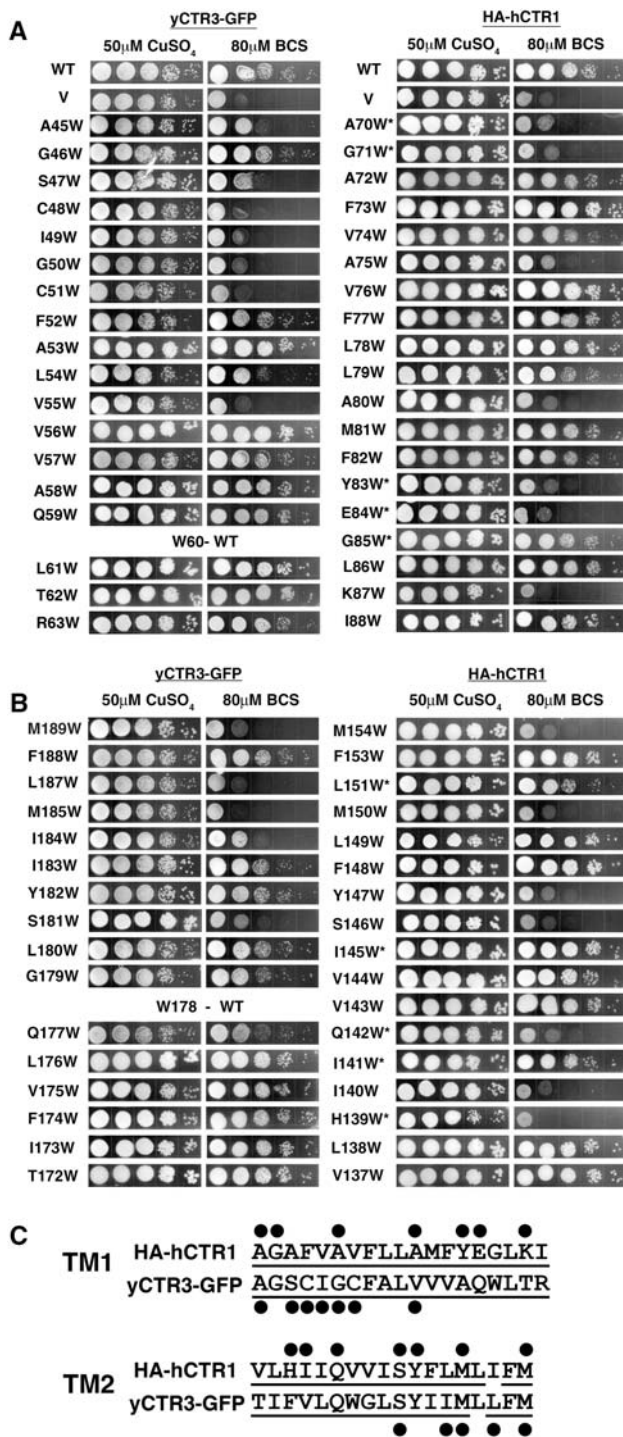 A
yCTR3-GFP
50µM CuSO₄ 80µM BCS
WT
V
A45W
G46W
S47W
C48W
I49W
G50W
C51W
F52W
A53W
L54W
V55W
V56W
V57W
A58W
Q59W
W60- WT
L61W
T62W
R63W
HA-hCTR1
50µM CuSO₄ 80µM BCS
WT
V
A70W*
G71W*
A72W
F73W
V74W
A75W
V76W
F77W
L78W
L79W
A80W
M81W
F82W
Y83W*
E84W*
G85W*
L86W
K87W
I88W
B
yCTR3-GFP
50µM CuSO₄ 80µM BCS
M189W
F188W
L187W
M185W
I184W
I183W
Y182W
S181W
L180W
G179W
W178 - WT
Q177W
L176W
V175W
F174W
I173W
T172W
HA-hCTR1
50µM CuSO₄ 80µM BCS
M154W
F153W
L151W*
M150W
L149W
F148W
Y147W
S146W
I145W*
V144W
V143W
Q142W*
I141W*
I140W
H139W*
L138W
V137W
C
TM1
HA-hCTR1 AGAFVAVFLLAMFYEGLKI
yCTR3-GFP AGSCIGCFALVVVAQWLTR
TM2
HA-hCTR1 VLHIIQVVISYFLMLIFM
yCTR3-GFP TIFVLQWGLSYIIMLLFM